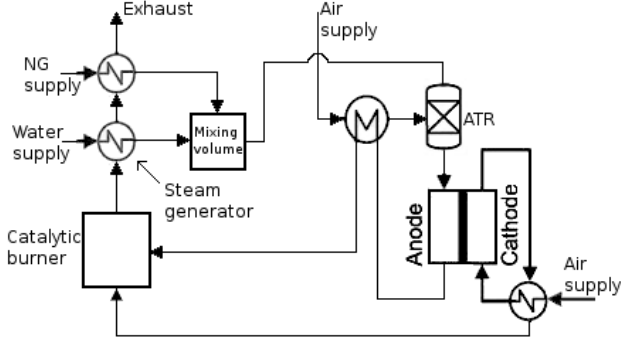 Exhaust
Air
supply
NG
supply
Water
supply
Mixing
volume
ATR
Steam
generator
Catalytic
burner
Anode
Cathode
Air
supply